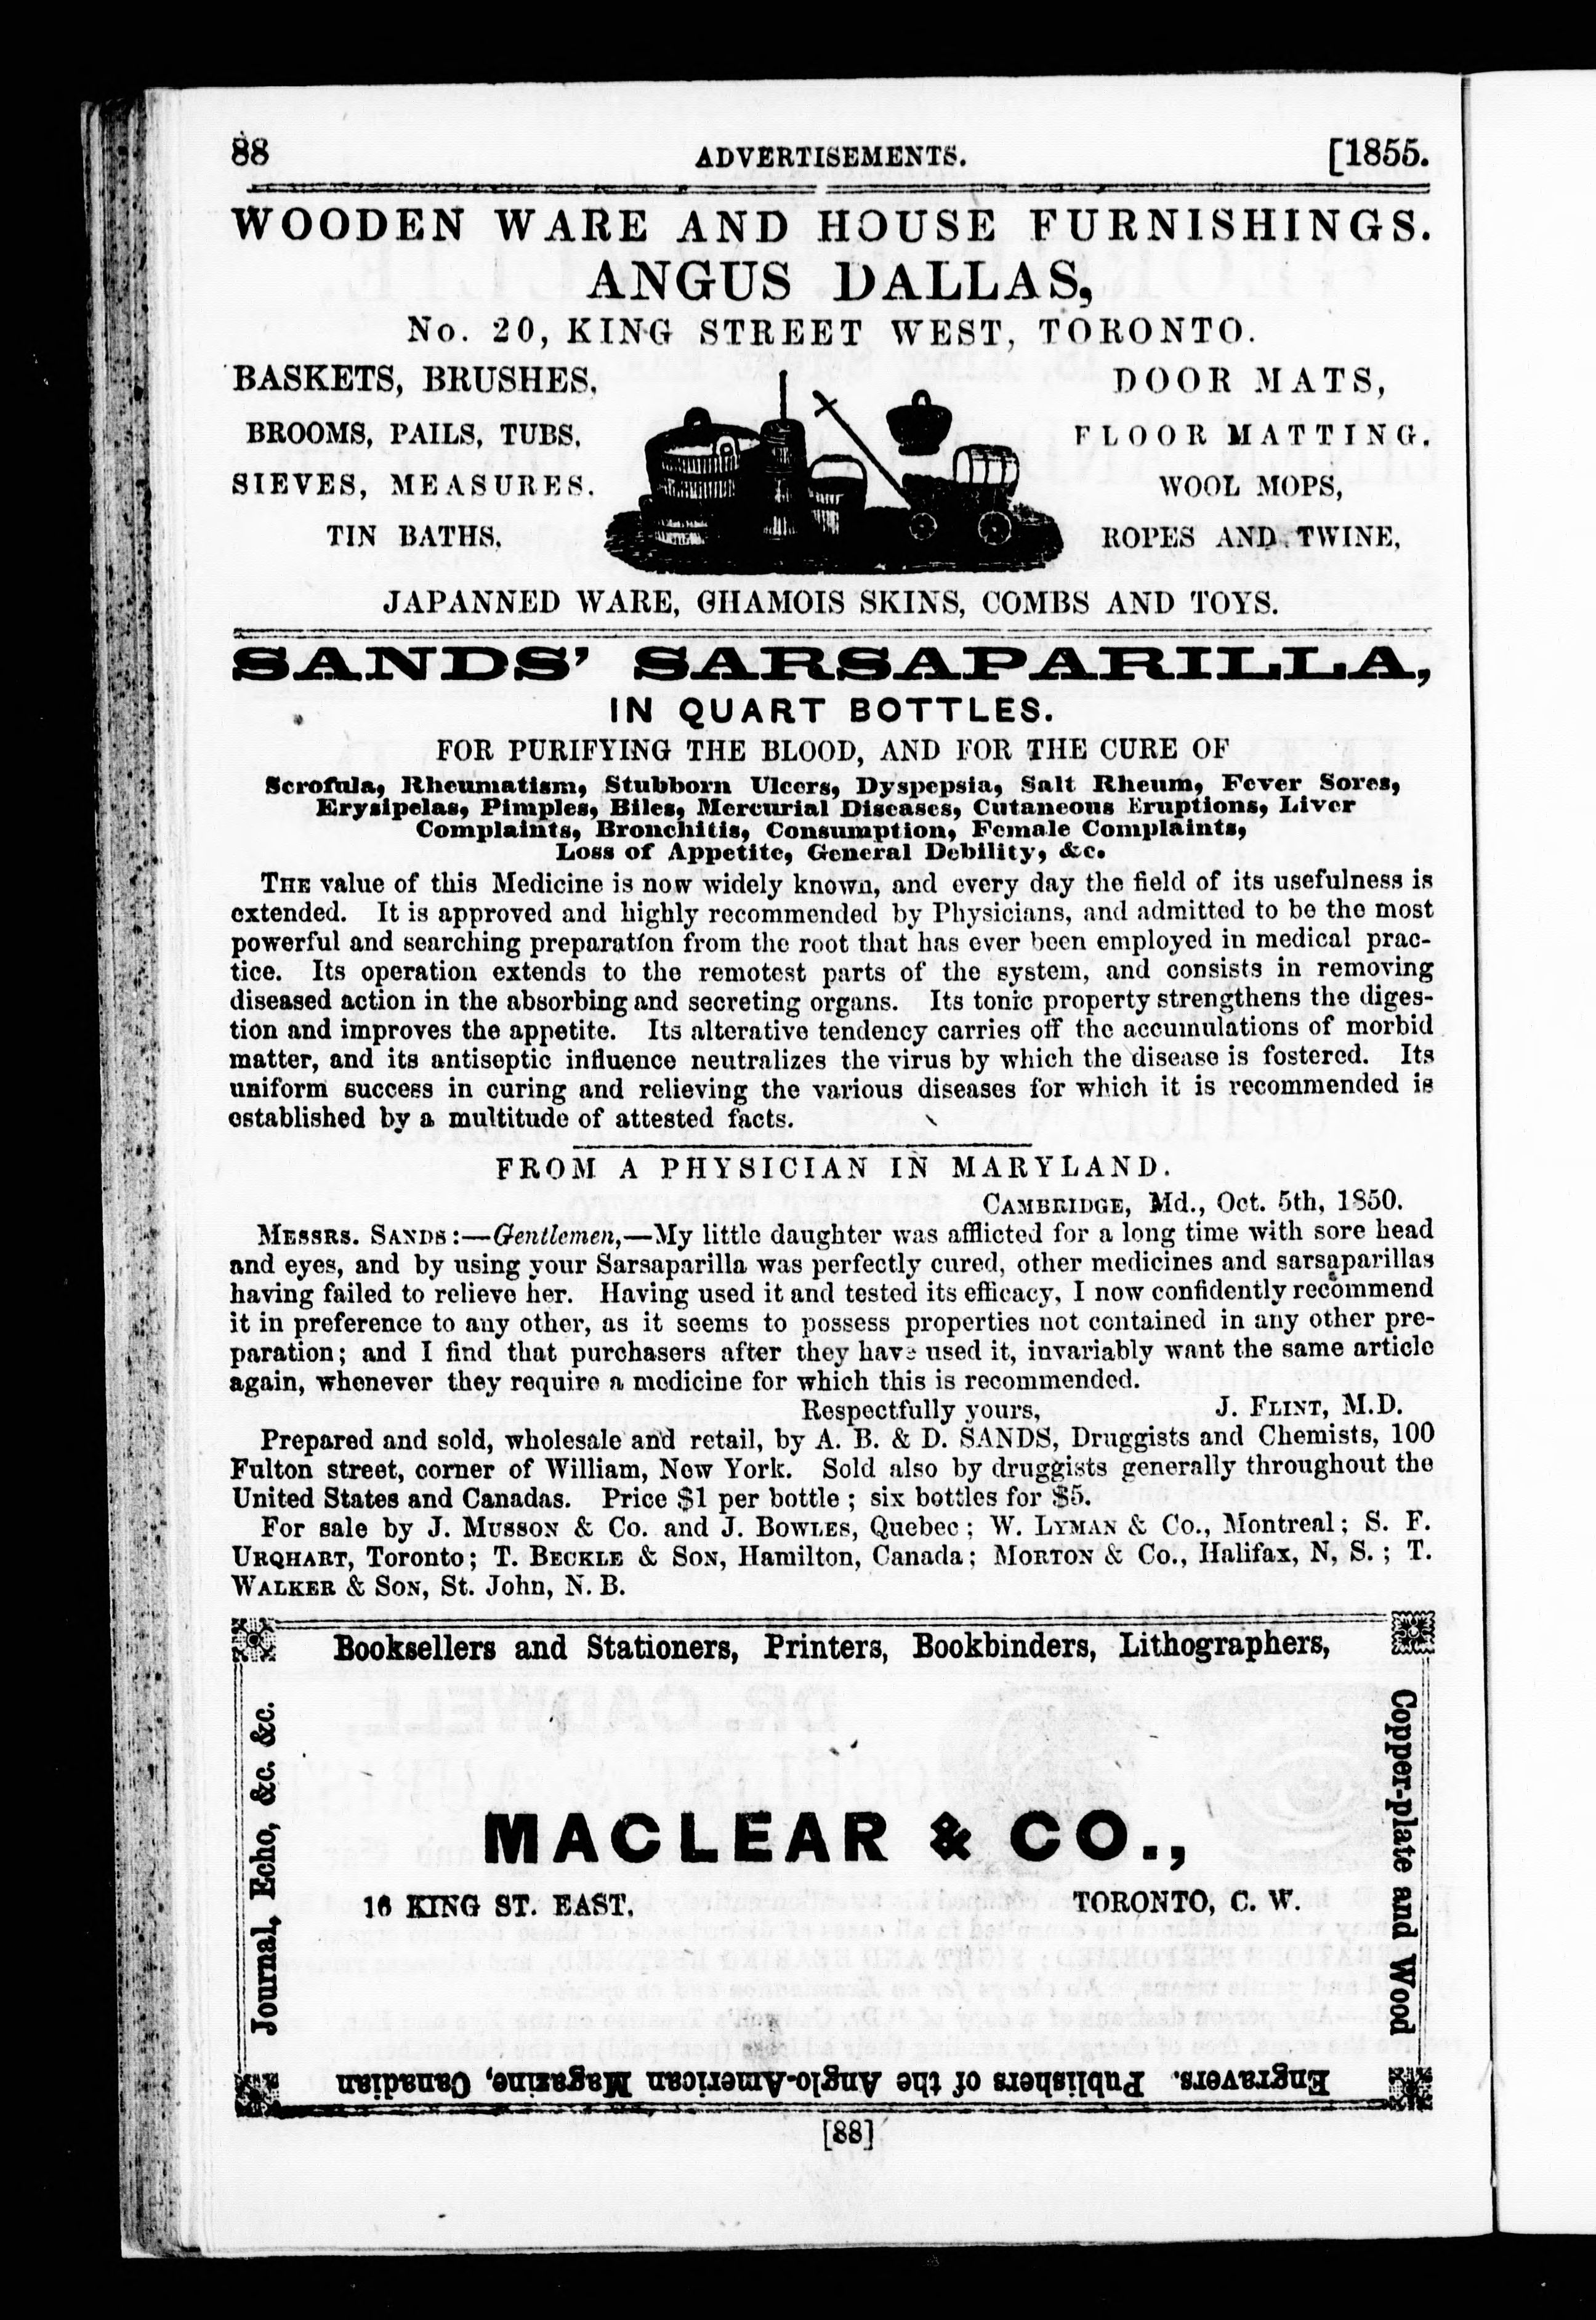 88 ADVERTISEMENTS. [1855.
WOODEN WARE AND HOUSE FURNISHINGS.
ANGUS DALLAS,
No. 20, KING STREET WEST, TORONTO.
BASKETS, BRUSHES,
BROOMS, PAILS, TUBS,
SIEVES, MEASURES,
TIN BATHS,
DOOR MATS,
FLOOR MATTING,
WOOL MOPS,
ROPES AND TWINE,
JAPANNED WARE, CHAMOIS SKINS, COMBS AND TOYS.
SANDS' SARSAPARILLA,
IN QUART BOTTLES.
FOR PURIFYING THE BLOOD, AND FOR THE CURE OF
Scrofula, Rheumatism, Stubborn Ulcers, Dyspepsia, Salt Rheum, Fever Sores,
Erysipelas, Pimples, Biles, Mercurial Diseases, Cutaneous Eruptions, Liver
Complaints, Bronchitis, Consumption, Female Complaints,
Loss of Appetite, General Debility, &c.
THE value of this Medicine is now widely known, and every day the field of its usefulness is
extended. It is approved and highly recommended by Physicians, and admitted to be the most
powerful and searching preparation from the root that has ever been employed in medical prac-
tice. Its operation extends to the remotest parts of the system, and consists in removing
diseased action in the absorbing and secreting organs. Its tonic property strengthens the diges-
tion and improves the appetite. Its alterative tendency carries off the accumulations of morbid
matter, and its antiseptic influence neutralizes the virus by which the disease is fostered. Its
uniform success in curing and relieving the various diseases for which it is recommended is
established by a multitude of attested facts.
FROM A PHYSICIAN IN MARYLAND.
CAMBRIDGE, Md., Oct. 5th, 1850.
MESSRS. SANDS:—Gentlemen,—My little daughter was afflicted for a long time with sore head
and eyes, and by using your Sarsaparilla was perfectly cured, other medicines and sarsaparillas
having failed to relieve her. Having used it and tested its efficacy, I now confidently recommend
it in preference to any other, as it seems to possess properties not contained in any other pre-
paration; and I find that purchasers after they have used it, invariably want the same article
again, whenever they require a medicine for which this is recommended.
Respectfully yours, J. FLINT, M.D.
Prepared and sold, wholesale and retail, by A. B. & D. SANDS, Druggists and Chemists, 100
Fulton street, corner of William, New York. Sold also by druggists generally throughout the
United States and Canadas. Price $1 per bottle; six bottles for $5.
For sale by J. MUSSON & Co. and J. BOWLES, Quebec; W. LYMAN & Co., Montreal; S. F.
URQHART, Toronto; T. BECKLE & SON, Hamilton, Canada; MORTON & Co., Halifax, N, S.; T.
WALKER & SON, St. John, N. B.
Booksellers and Stationers, Printers, Bookbinders, Lithographers,
Copper-plate and Wood
Engravers. Publishers of the Anglo-American Magazine, Canadian
Journal, Echo, &c. &c.
MACLEAR & CO.,
16 KING ST. EAST, TORONTO, C. W.
[88]